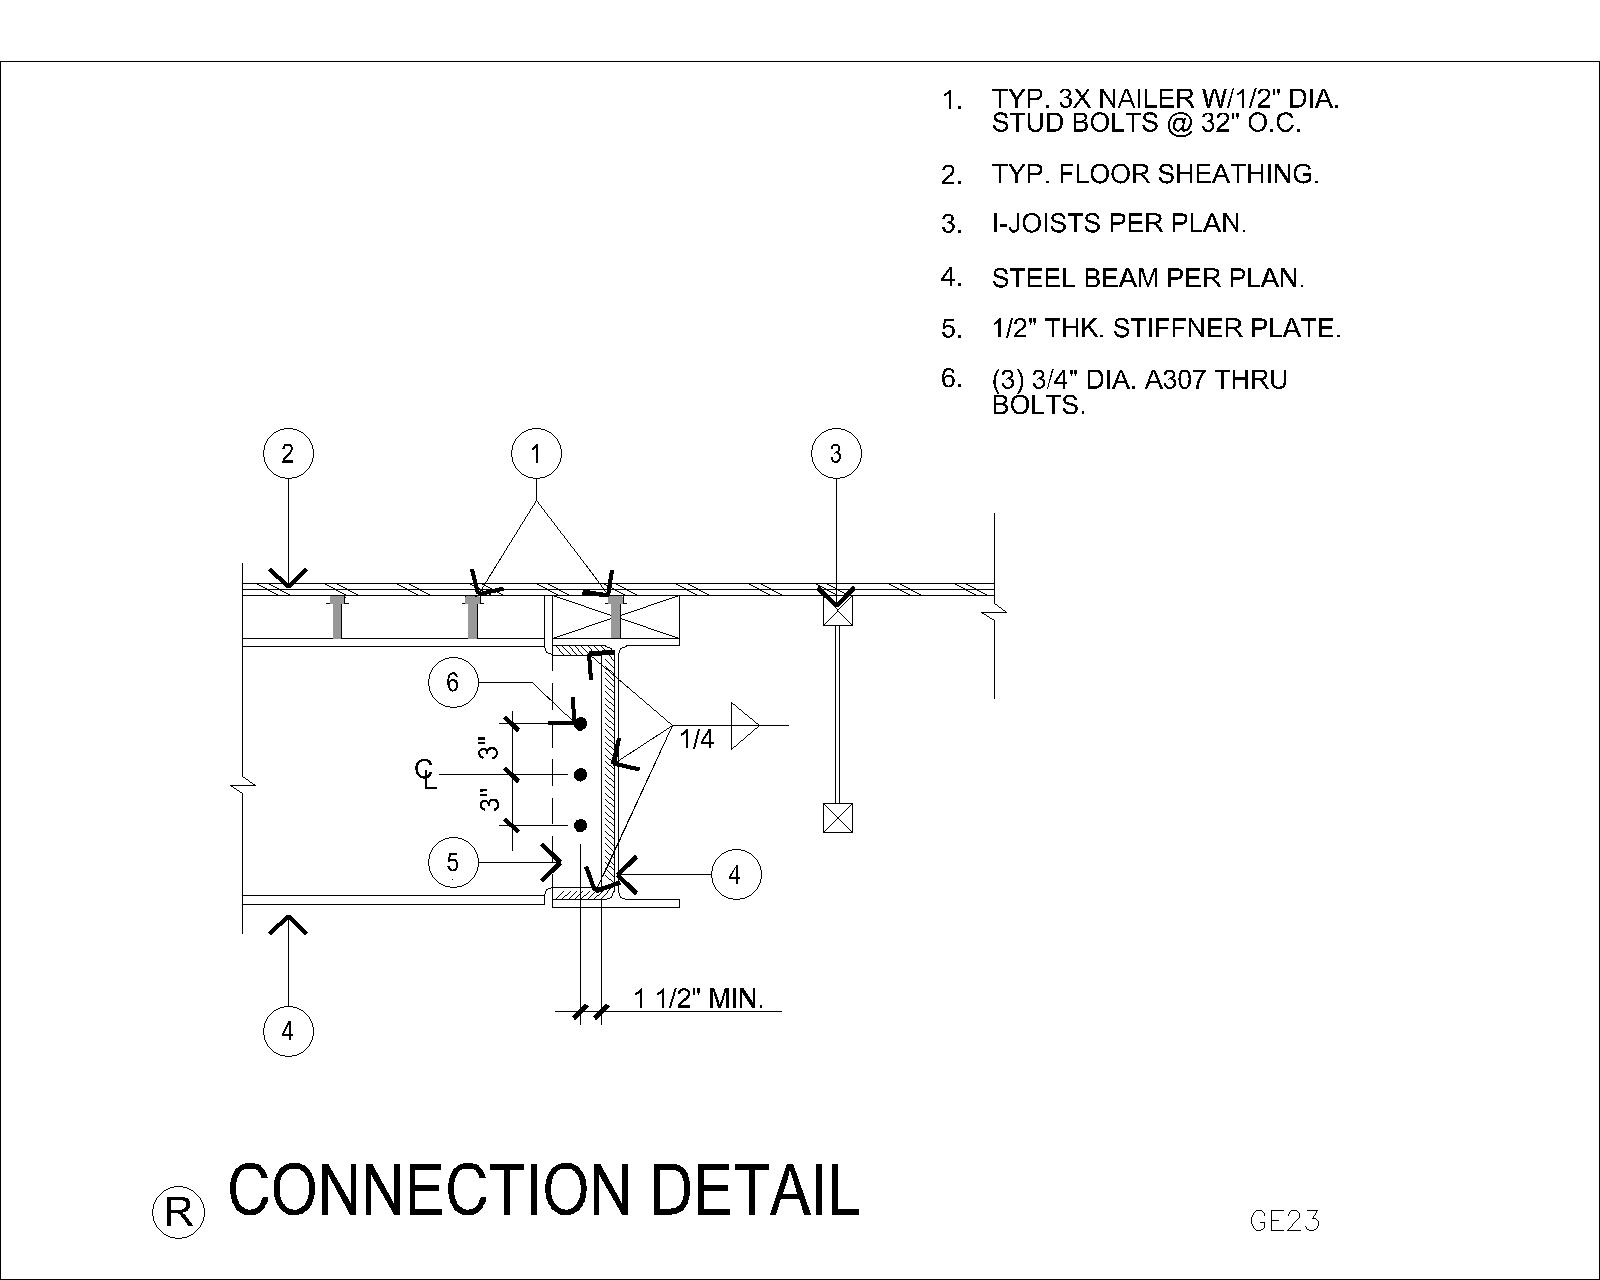 1. TYP. 3X NAILER W/1/2" DIA.
STUD BOLTS @ 32" O.C.
2. TYP. FLOOR SHEATHING.
3. I-JOISTS PER PLAN.
4. STEEL BEAM PER PLAN.
5. 1/2" THK. STIFFNER PLATE.
6. (3) 3/4" DIA. A307 THRU
BOLTS.
2
1
3
6
3"
1/4
CL
3"
5
4
1 1/2" MIN.
4
R CONNECTION DETAIL
GE23